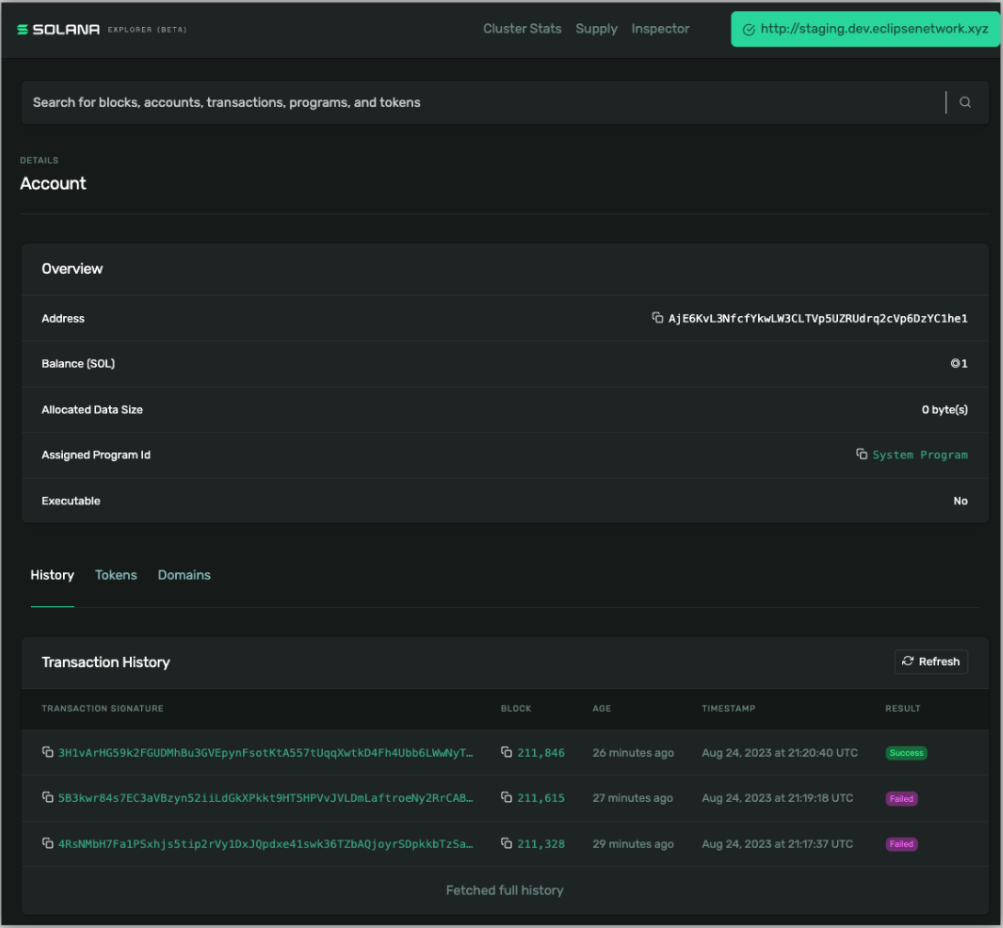 SOLANA EXPLORER (BETA) Cluster Stats Supply Inspector http://staging.dev.eclipsenetwork.xyz
Search for blocks, accounts, transactions, programs, and tokens
DETAILS
Account
Overview
Address AjE6KvL3NfcfYkwLW3CLTVp5UZRUdrq2cVp6DzYC1he1
Balance (SOL) ◎1
Allocated Data Size 0 byte(s)
Assigned Program Id System Program
Executable No
History Tokens Domains
Transaction History Refresh
TRANSACTION SIGNATURE BLOCK AGE TIMESTAMP RESULT
3H1vArHG59k2FGUDMhBu3GVEpynFsotKtA557tUqqXwtkD4Fh4Ubb6LWwNyT… 211,846 26 minutes ago Aug 24, 2023 at 21:20:40 UTC Success
5B3kwr84s7EC3aVBzyn52iiLdGkXPkkt9HT5HPVvJVLDmLaftroeNy2RrCAB… 211,615 27 minutes ago Aug 24, 2023 at 21:19:18 UTC Failed
4RsNMbH7Fa1PSxhjs5tip2rVy1DxJQpdxe41swk36TZbAQjoyrSDpkkbTzSa… 211,328 29 minutes ago Aug 24, 2023 at 21:17:37 UTC Failed
Fetched full history